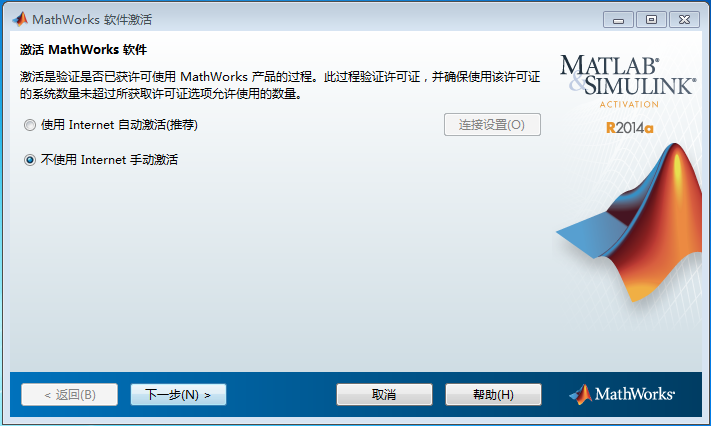 MathWorks 软件激活
激活 MathWorks 软件
激活是验证是否已获许可使用 MathWorks 产品的过程。此过程验证许可证，并确保使用该许可证
的系统数量未超过所获取许可证选项允许使用的数量。
使用 Internet 自动激活(推荐)
连接设置(O)
不使用 Internet 手动激活
MATLAB®
&SIMULINK®
ACTIVATION
R2014a
< 返回(B)
下一步(N) >
取消
帮助(H)
MathWorks®